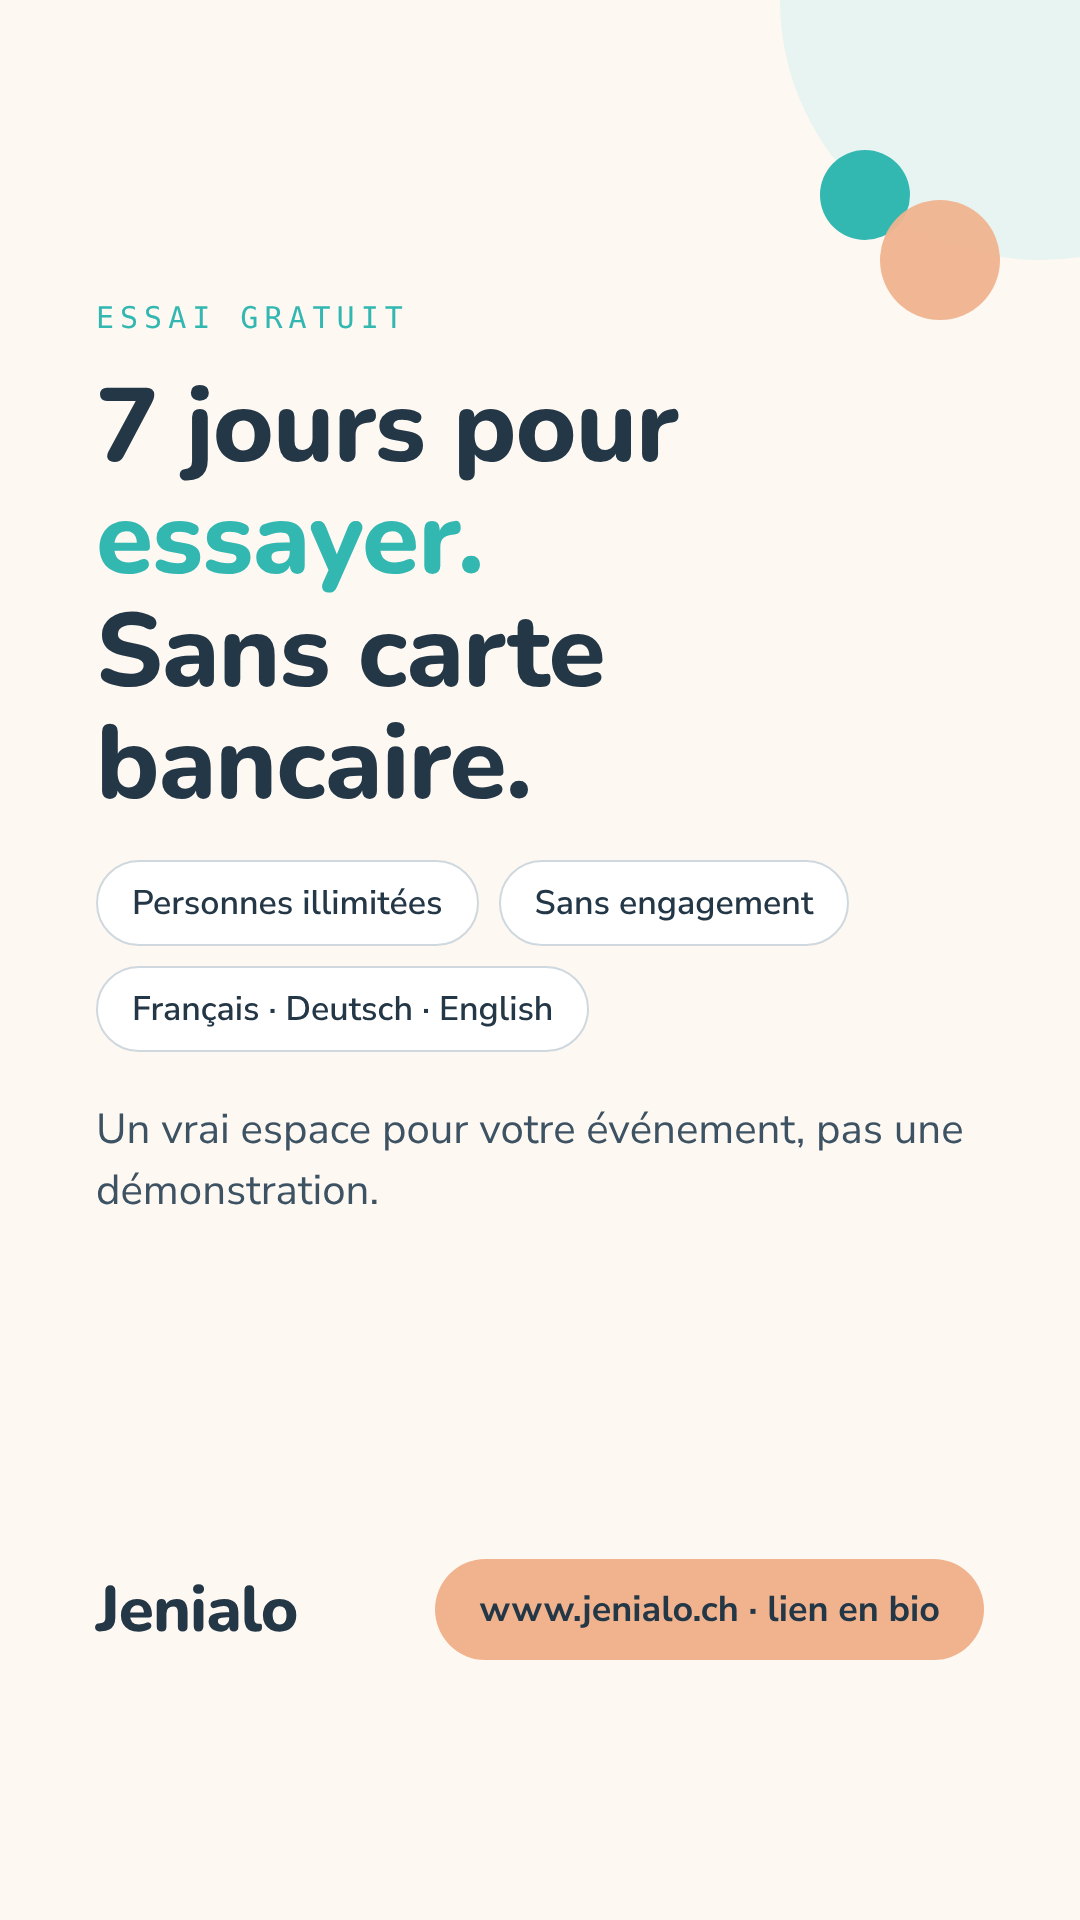 ESSAI GRATUIT
7 jours pour
essayer.
Sans carte
bancaire.
Personnes illimitées
Sans engagement
Français · Deutsch · English
Un vrai espace pour votre événement, pas une
démonstration.
Jenialo
www.jenialo.ch · lien en bio